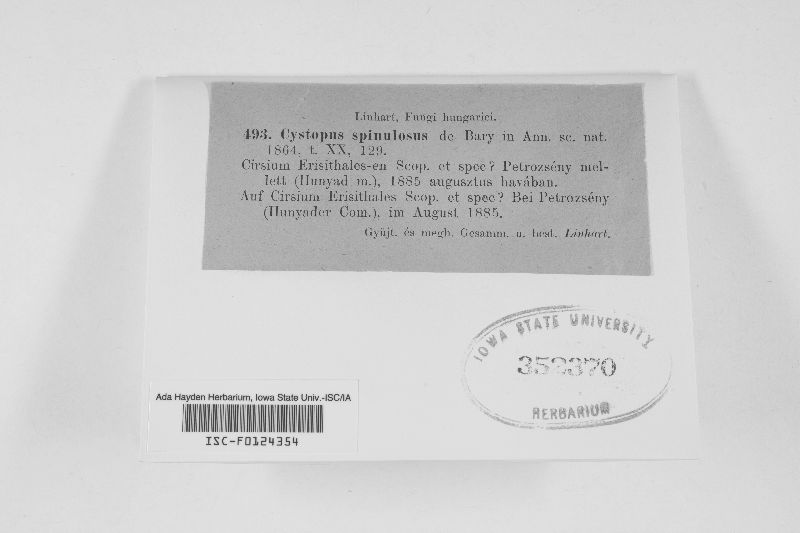 Linhart, Fungi hungarici.
493. Cystopus spinulosus de Bary in Ann. sc. nat.
1864. t. XX, 129.
Cirsium Erisithales-en Scop. et spec? Petrozsény mel-
lett (Hunyad m.), 1885 augusztus havában.
Auf Cirsium Erisithales Scop. et spec? Bei Petrozsény
(Hunyader Com.), im August 1885.
Gyüjt. és megh. Gesamm. u. best. Linhart.
IOWA STATE UNIVERSITY
352370
HERBARIUM
Ada Hayden Herbarium, Iowa State Univ.-ISC/IA
ISC-F0124354